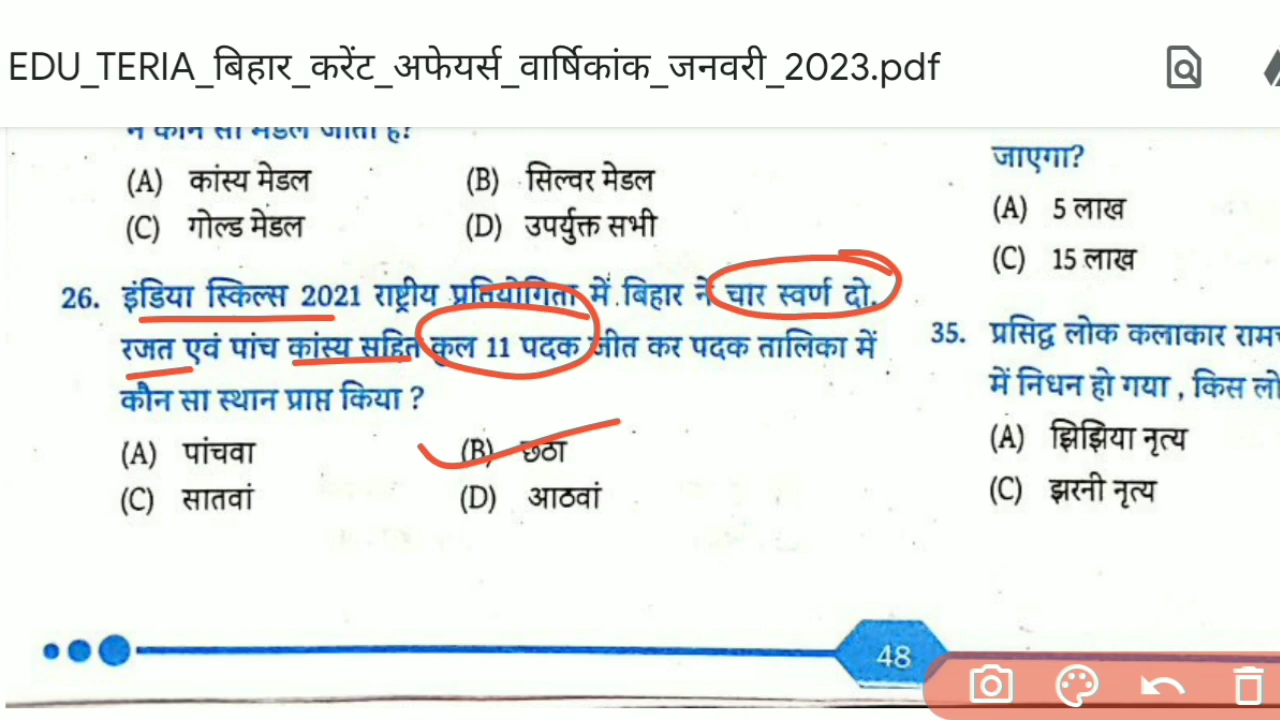 EDU_TERIA_बिहार_करेंट_अफेयर्स_वार्षिकांक_जनवरी_2023.pdf
ने कौन सा मेडल जीता है?
(A) कांस्य मेडल (B) सिल्वर मेडल
(C) गोल्ड मेडल (D) उपर्युक्त सभी
26. इंडिया स्किल्स 2021 राष्ट्रीय प्रतियोगिता में बिहार ने चार स्वर्ण दो
रजत एवं पांच कांस्य सहित कुल 11 पदक जीत कर पदक तालिका में
कौन सा स्थान प्राप्त किया ?
(A) पांचवा (B) छठा
(C) सातवां (D) आठवां
48
जाएगा?
(A) 5 लाख
(C) 15 लाख
35. प्रसिद्ध लोक कलाकार
में निधन हो गया , किस
(A) झिझिया नृत्य
(C) झरनी नृत्य